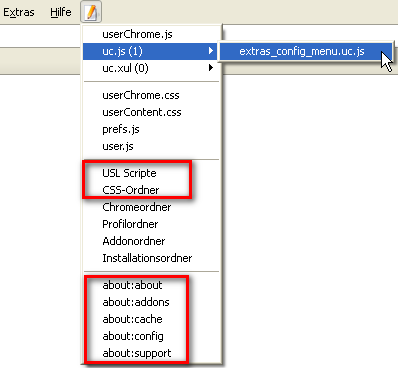 Extras Hilfe
userChrome.js
uc.js (1)
extras_config_menu.uc.js
uc.xul (0)
userChrome.css
userContent.css
prefs.js
user.js
USL Scripte
CSS-Ordner
Chromeordner
Profilordner
Addonordner
Installationsordner
about:about
about:addons
about:cache
about:config
about:support